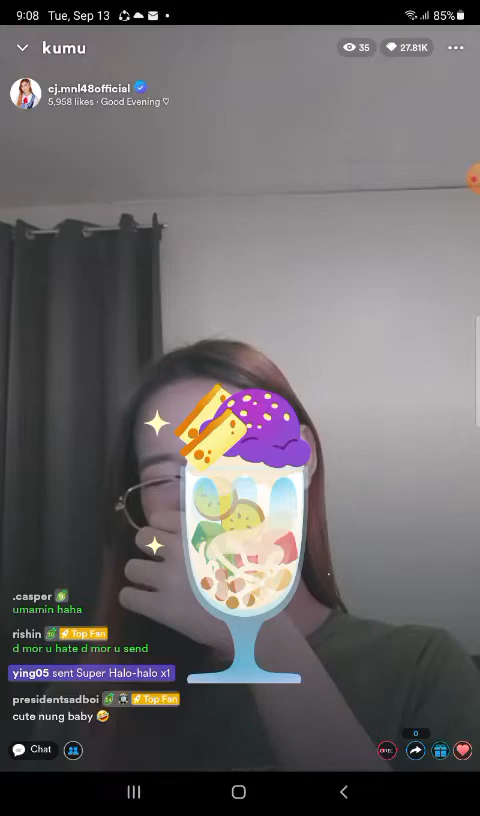 9:08 Tue, Sep 13
85%
kumu
35
27.81K
cj.mnl48official
5,958 likes · Good Evening ♡
.casper
umamin haha
rishin Top Fan
d mor u hate d mor u send
ying05 sent Super Halo-halo x1
presidentsadboi Top Fan
cute nung baby 🤣
0
Chat